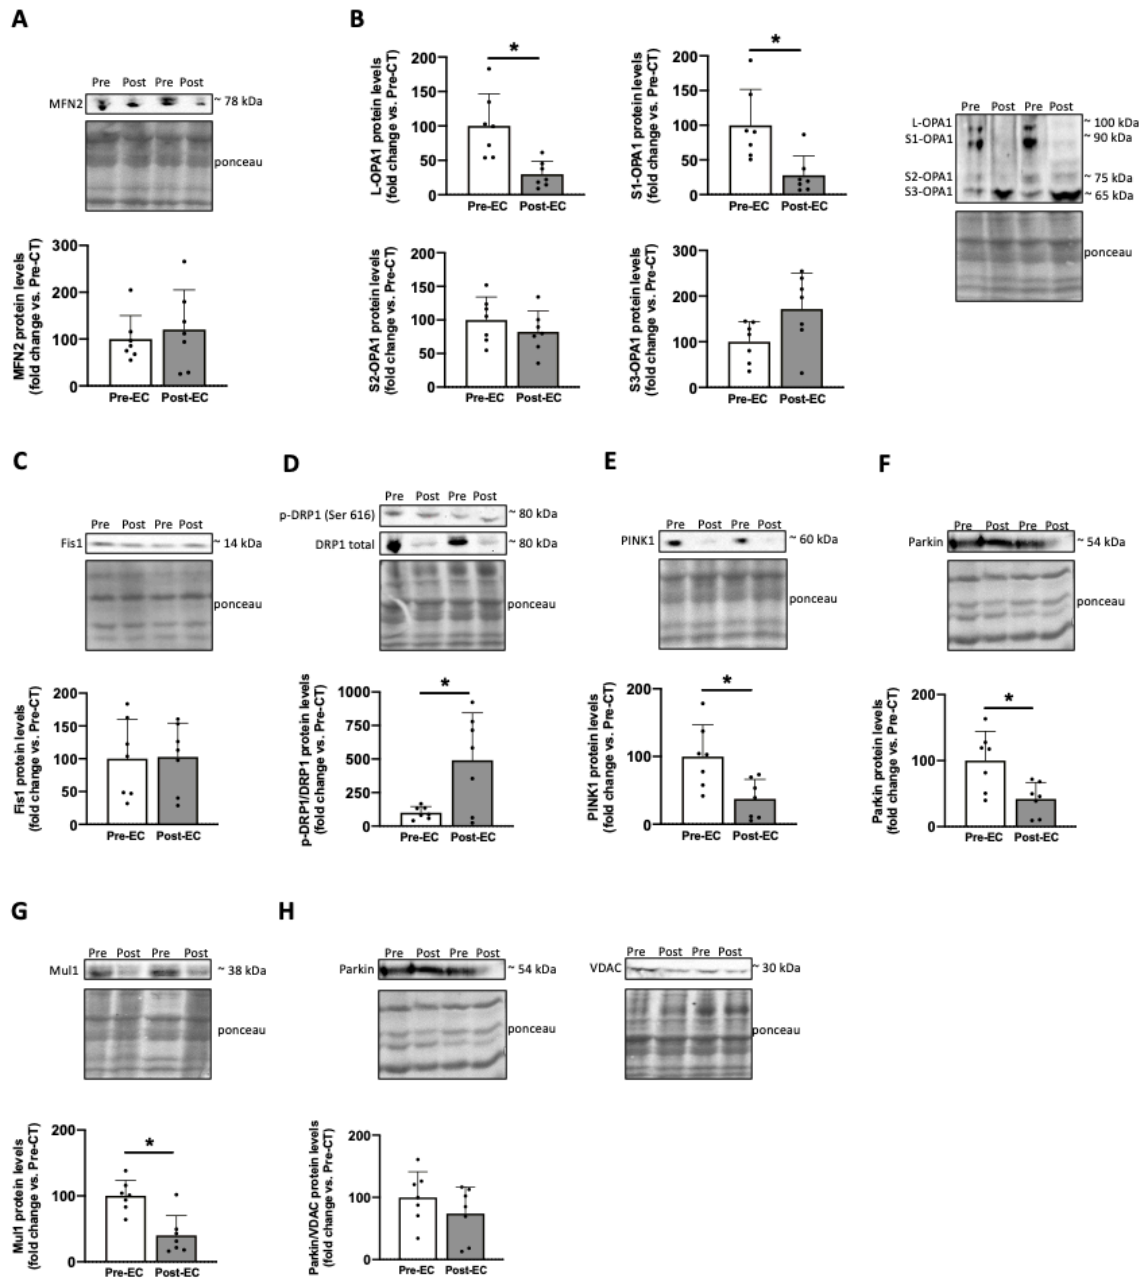 A
Pre Post Pre Post
MFN2
~ 78 kDa
ponceau
MFN2 protein levels
(fold change vs. Pre-CT)
300
200
100
0
Pre-EC Post-EC
B
L-OPA1 protein levels
(fold change vs. Pre-CT)
200
150
100
50
0
*
Pre-EC Post-EC
S1-OPA1 protein levels
(fold change vs. Pre-CT)
200
150
100
50
0
*
Pre-EC Post-EC
Pre Post Pre Post
L-OPA1
S1-OPA1
S2-OPA1
S3-OPA1
~ 100 kDa
~ 90 kDa
~ 75 kDa
~ 65 kDa
ponceau
S2-OPA1 protein levels
(fold change vs. Pre-CT)
200
150
100
50
0
Pre-EC Post-EC
S3-OPA1 protein levels
(fold change vs. Pre-CT)
300
200
100
0
Pre-EC Post-EC
C
Pre Post Pre Post
Fis1
~ 14 kDa
ponceau
Fis1 protein levels
(fold change vs. Pre-CT)
200
150
100
50
0
Pre-EC Post-EC
D
Pre Post Pre Post
p-DRP1 (Ser 616)
~ 80 kDa
DRP1 total
~ 80 kDa
ponceau
p-DRP1/DRP1 protein levels
(fold change vs. Pre-CT)
1000
750
500
250
0
*
Pre-EC Post-EC
E
Pre Post Pre Post
PINK1
~ 60 kDa
ponceau
PINK1 protein levels
(fold change vs. Pre-CT)
200
100
0
*
Pre-EC Post-EC
F
Pre Post Pre Post
Parkin
~ 54 kDa
ponceau
Parkin protein levels
(fold change vs. Pre-CT)
200
100
0
*
Pre-EC Post-EC
G
Pre Post Pre Post
Mul1
~ 38 kDa
ponceau
Mul1 protein levels
(fold change vs. Pre-CT)
200
100
0
*
Pre-EC Post-EC
H
Pre Post Pre Post
Parkin
~ 54 kDa
ponceau
Pre Post Pre Post
VDAC
~ 30 kDa
ponceau
Parkin/VDAC protein levels
(fold change vs. Pre-CT)
200
100
0
Pre-EC Post-EC